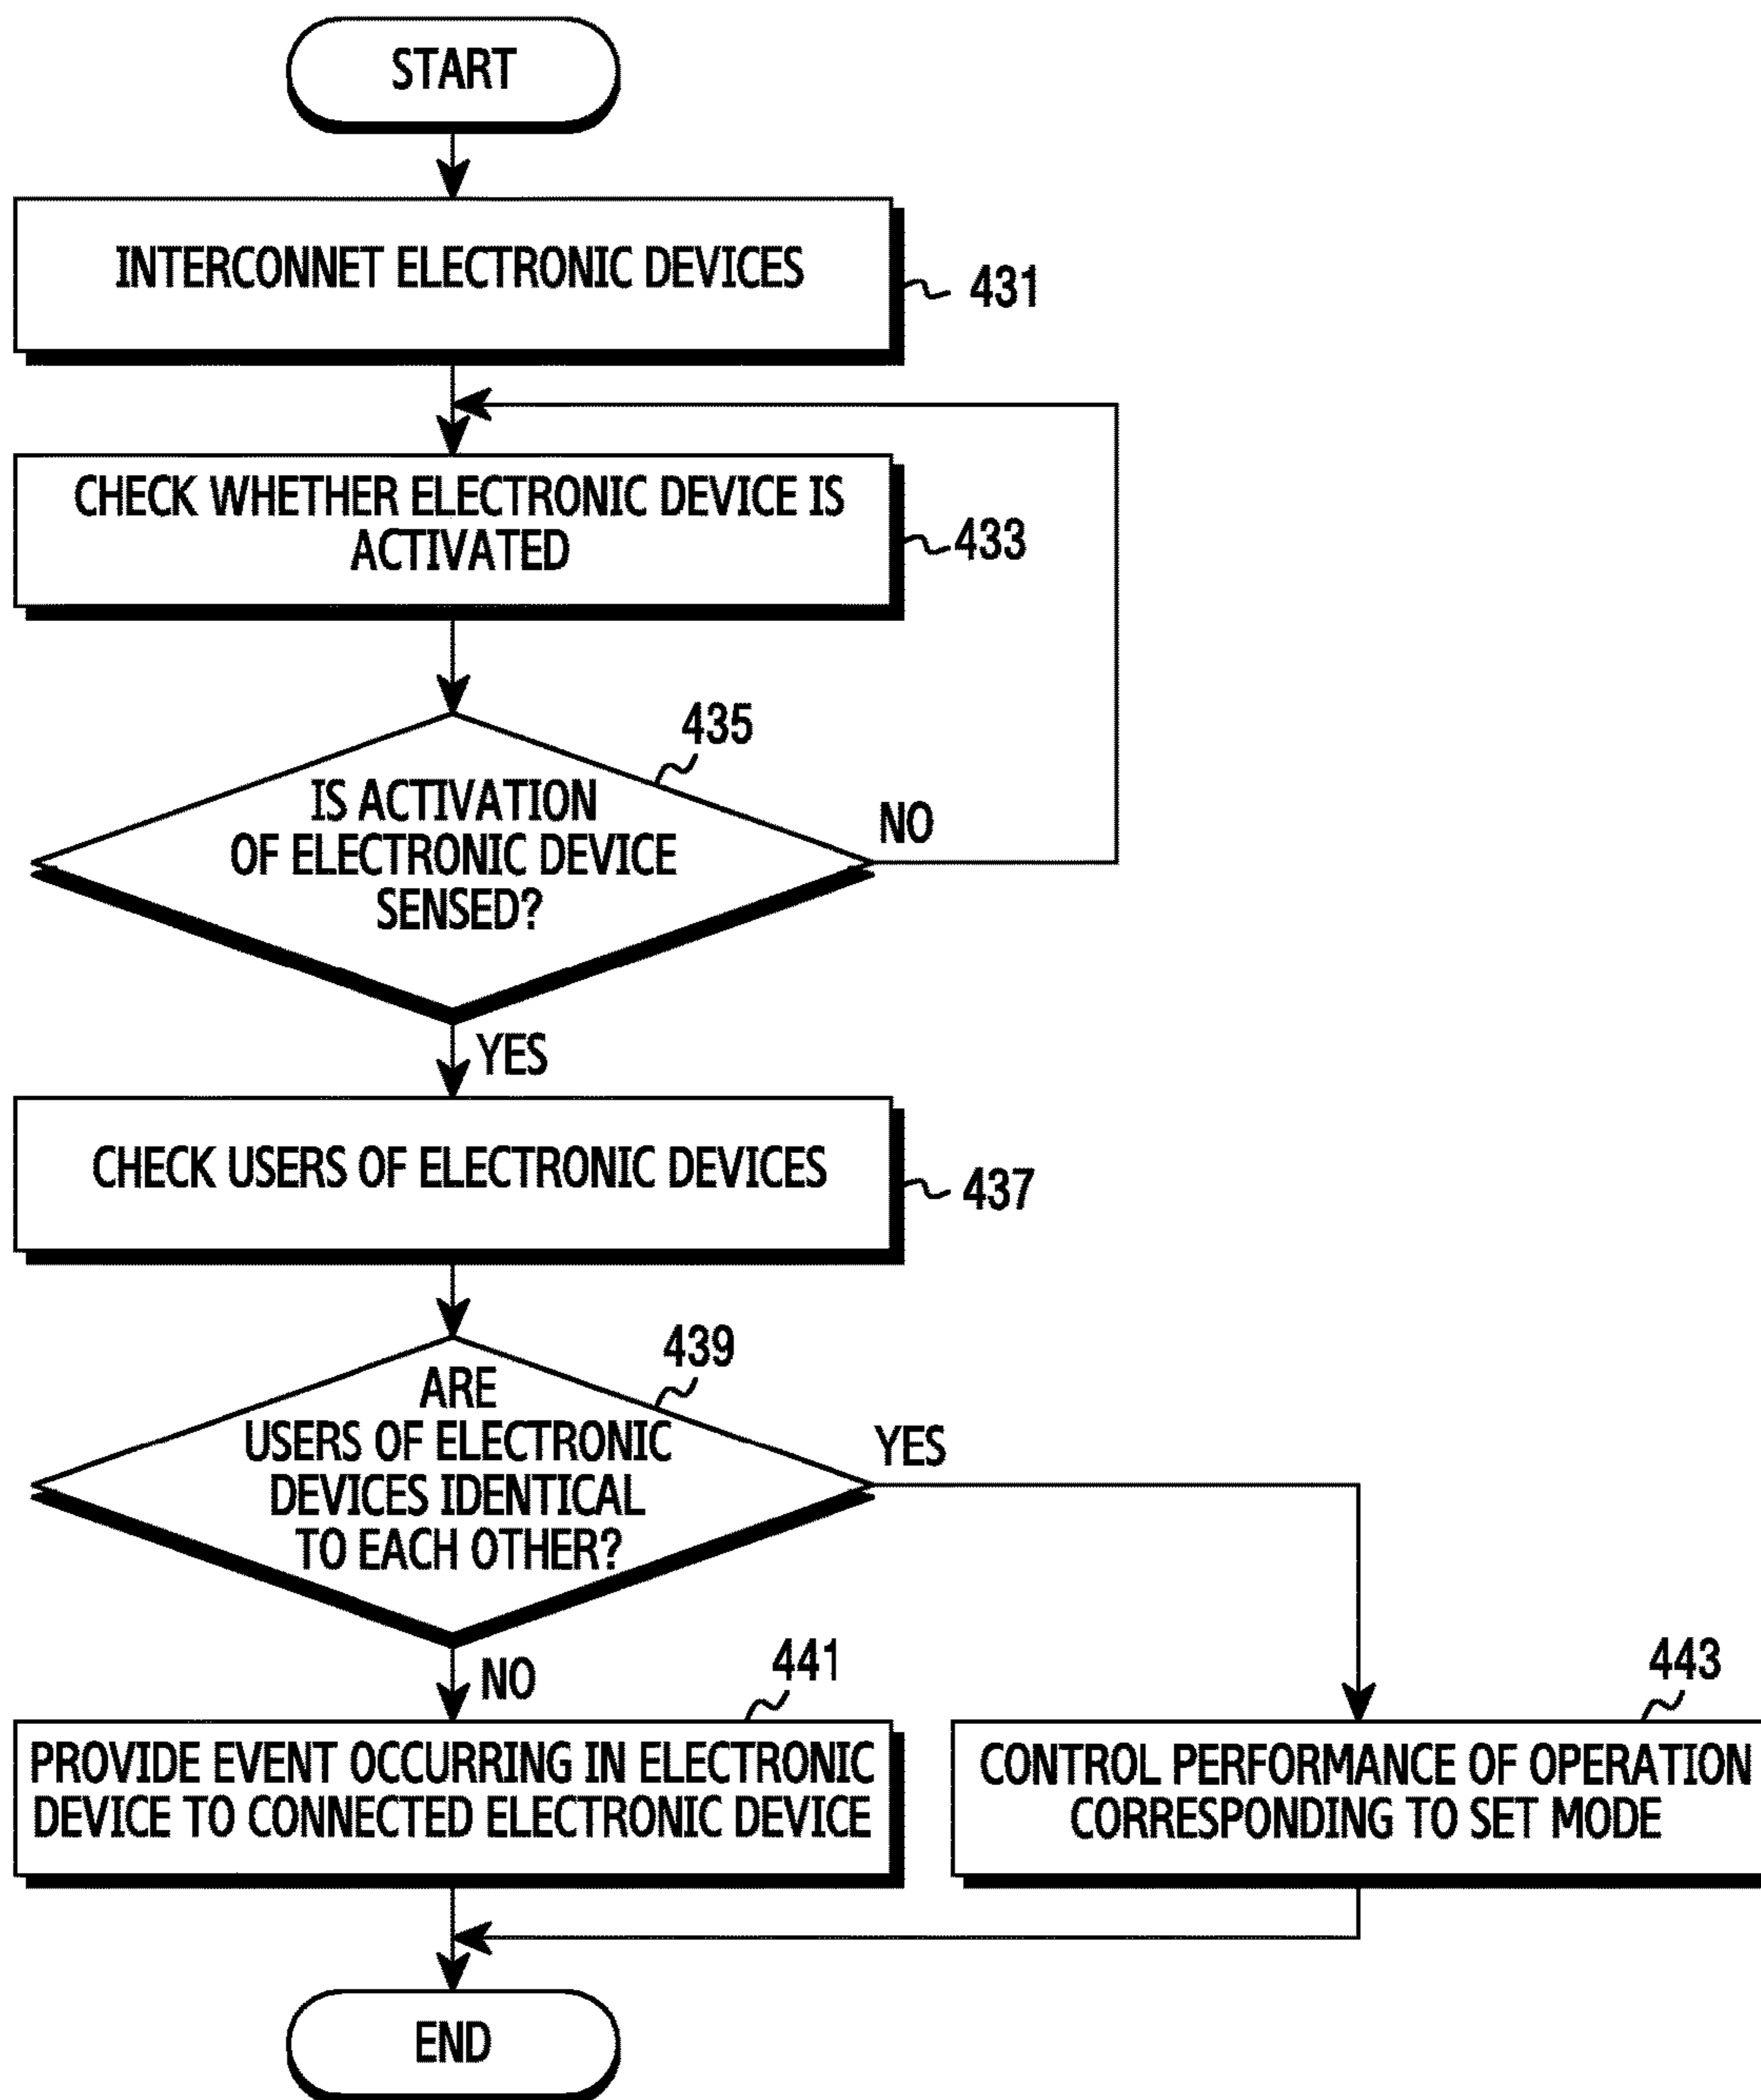 START
INTERCONNET ELECTRONIC DEVICES
431
CHECK WHETHER ELECTRONIC DEVICE IS
ACTIVATED
433
435
IS ACTIVATION
OF ELECTRONIC DEVICE
SENSED?
NO
YES
CHECK USERS OF ELECTRONIC DEVICES
437
439
ARE
USERS OF ELECTRONIC
DEVICES IDENTICAL
TO EACH OTHER?
YES
NO
441
PROVIDE EVENT OCCURRING IN ELECTRONIC
DEVICE TO CONNECTED ELECTRONIC DEVICE
443
CONTROL PERFORMANCE OF OPERATION
CORRESPONDING TO SET MODE
END